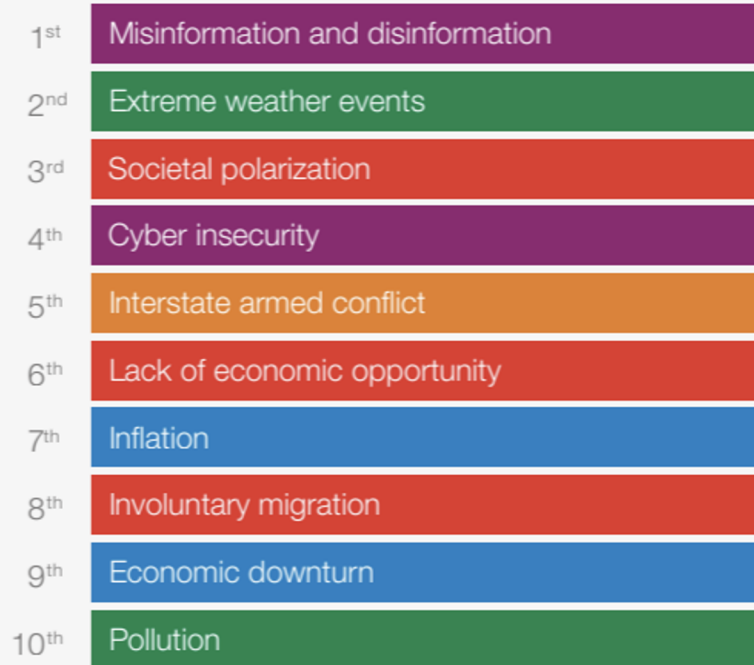 1st Misinformation and disinformation
2nd Extreme weather events
3rd Societal polarization
4th Cyber insecurity
5th Interstate armed conflict
6th Lack of economic opportunity
7th Inflation
8th Involuntary migration
9th Economic downturn
10th Pollution